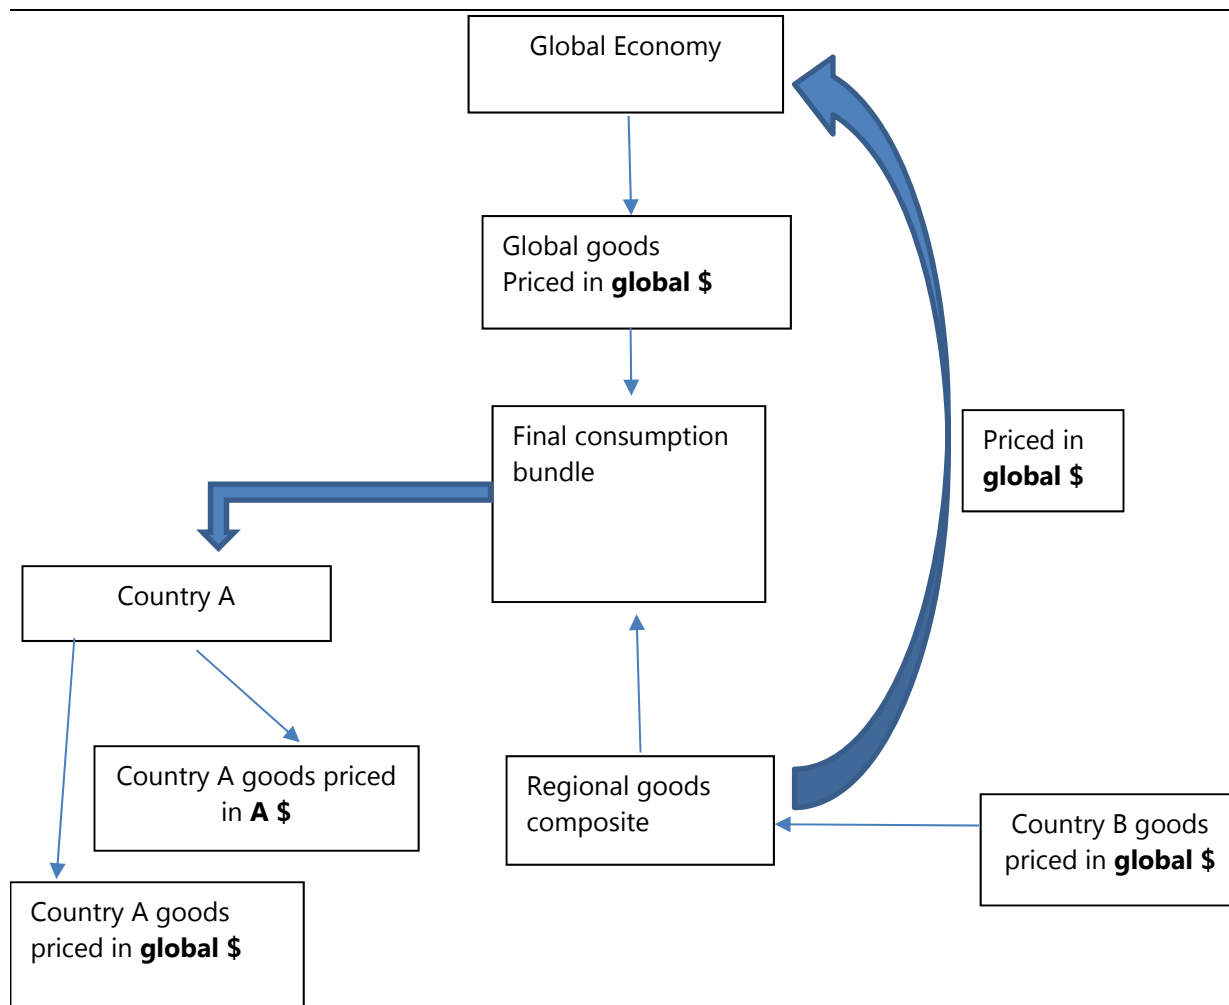 Global Economy
Global goods
Priced in global $
Final consumption
bundle
Priced in
global $
Country A
Country A goods priced
in A $
Regional goods
composite
Country B goods
priced in global $
Country A goods
priced in global $